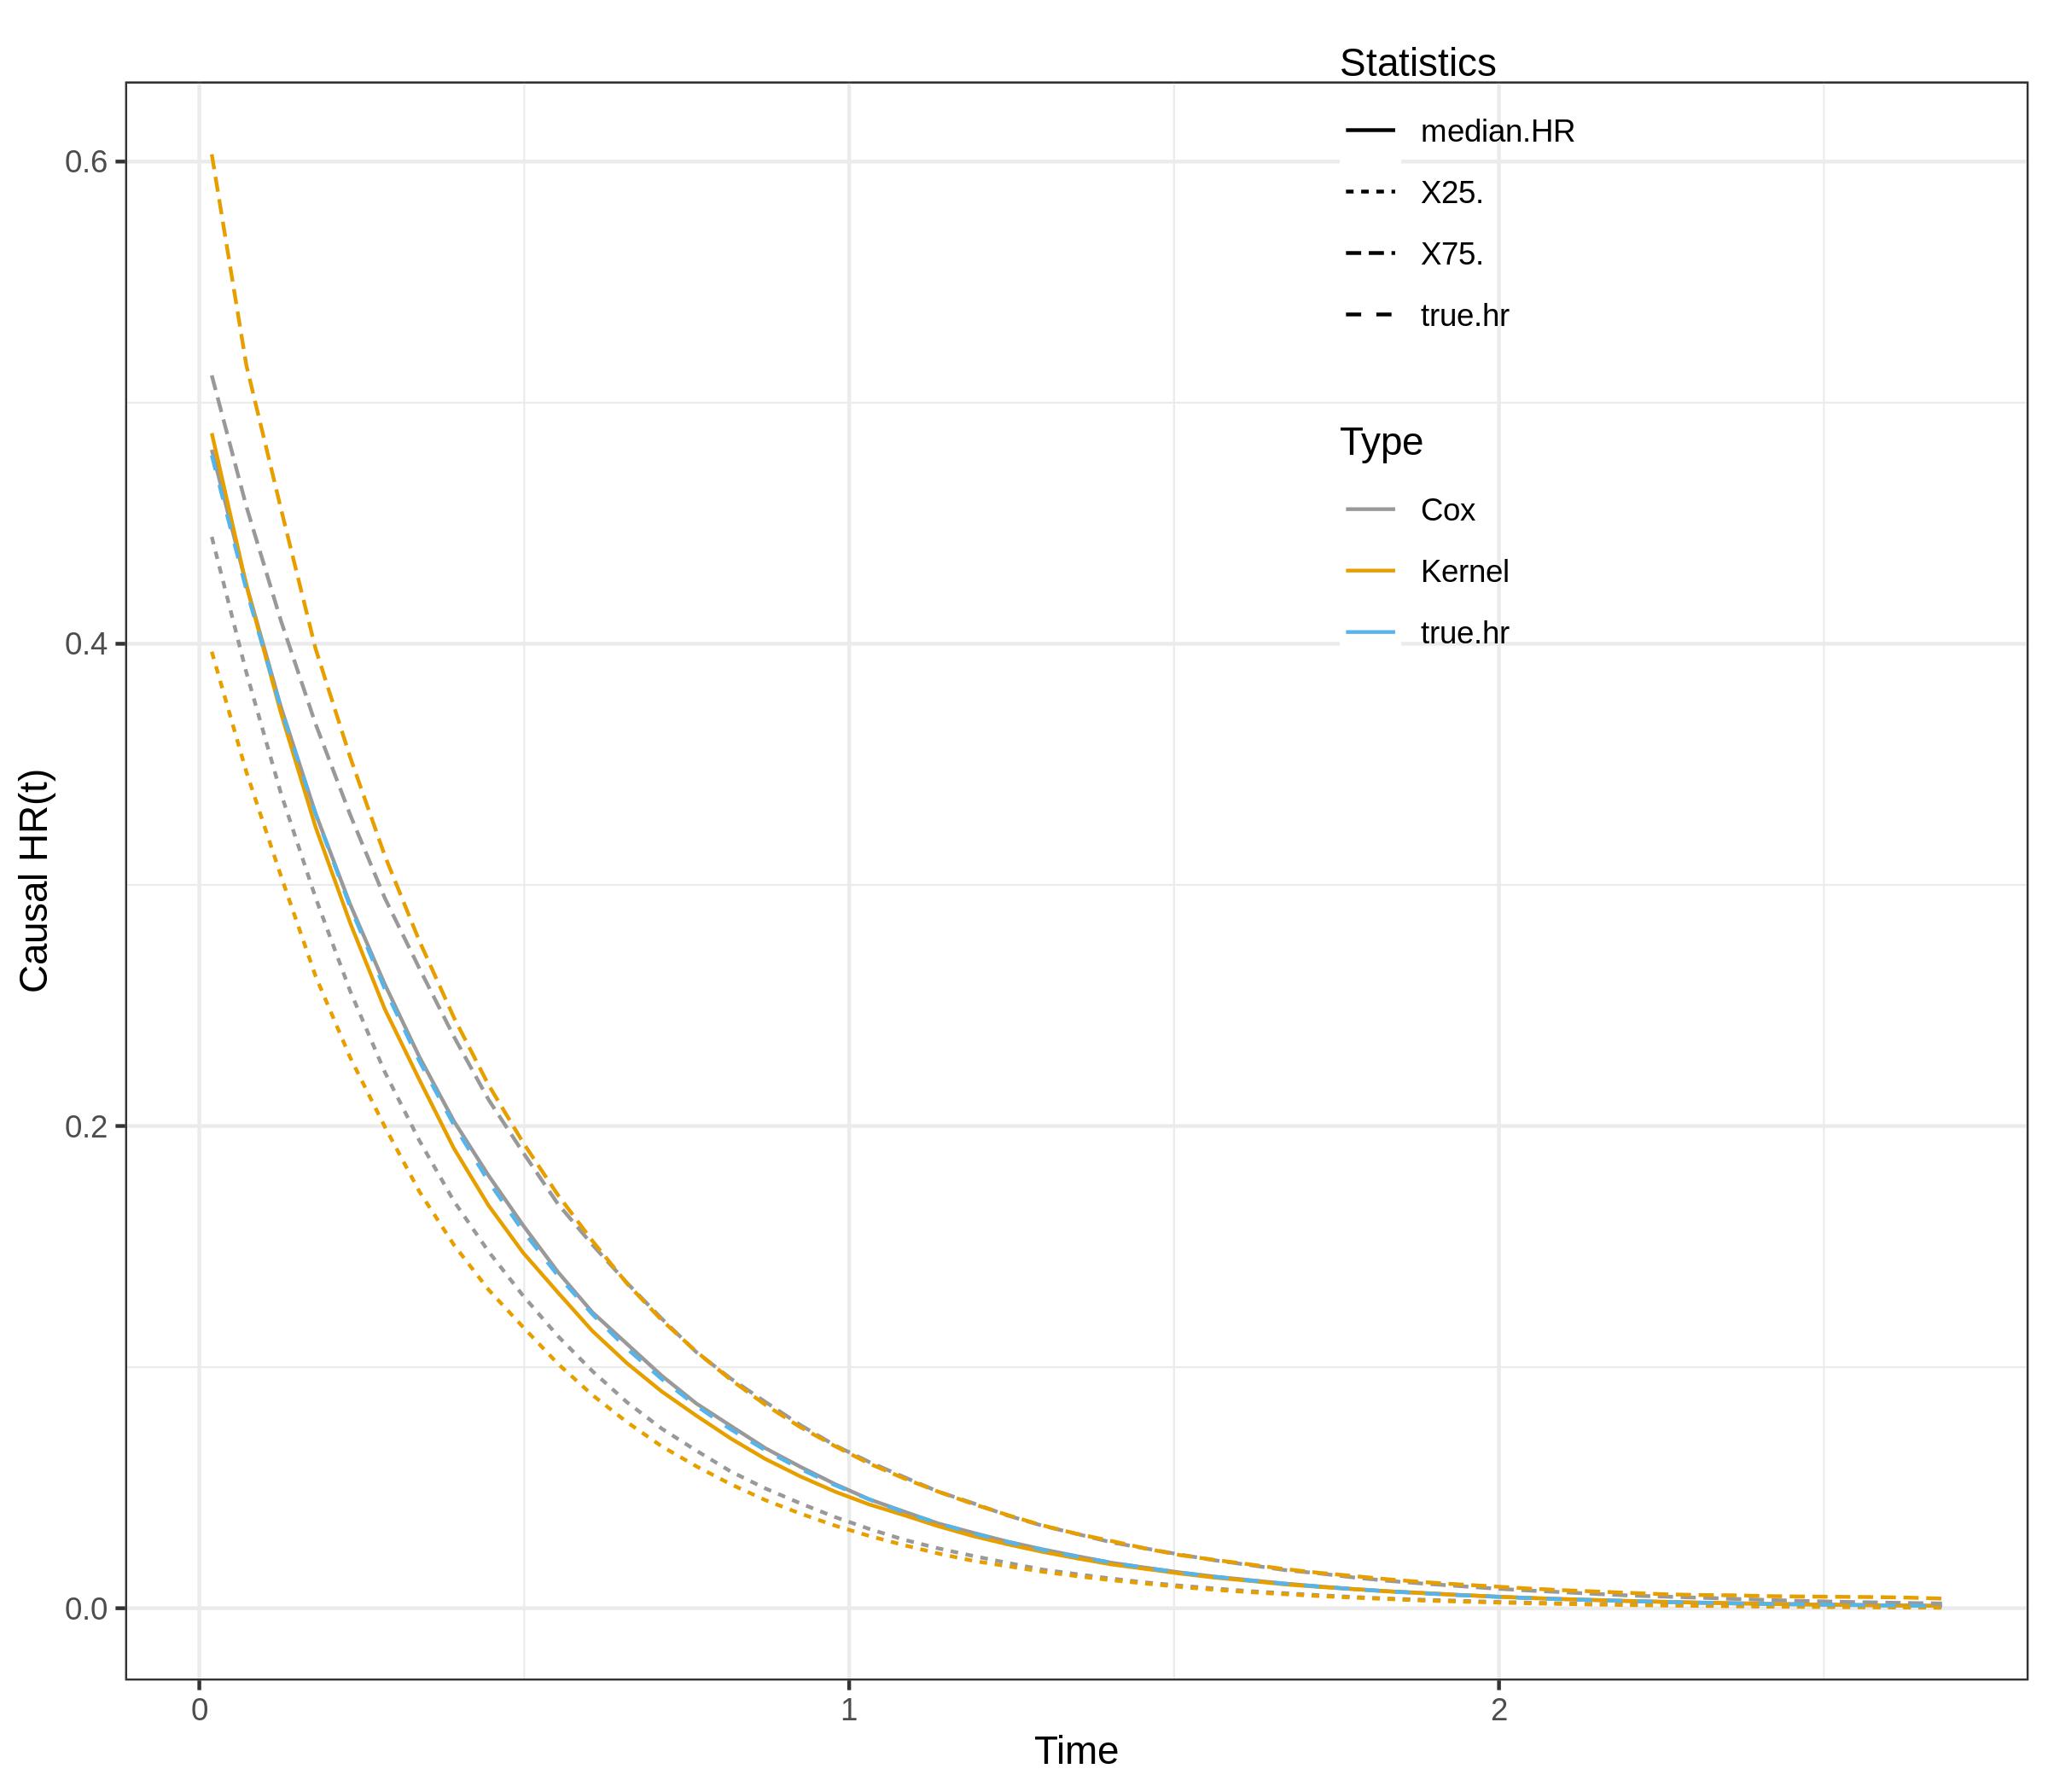 Statistics
median.HR
X25.
X75.
true.hr
Type
Cox
Kernel
true.hr
Causal HR(t)
0.6
0.4
0.2
0.0
0 1 2
Time